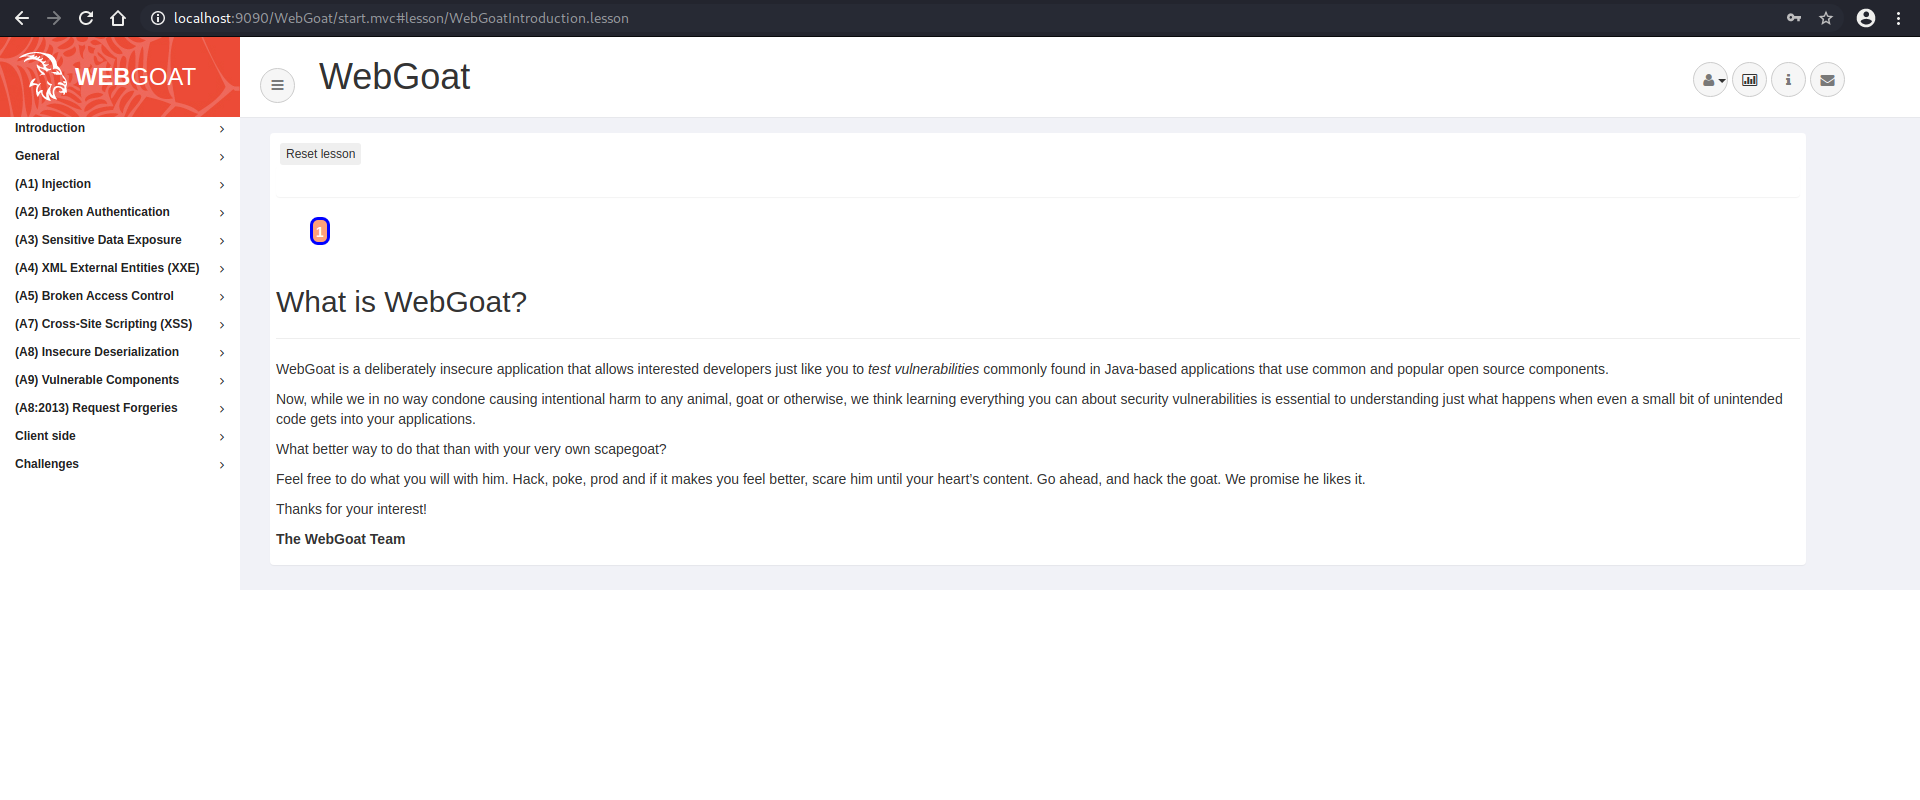 localhost:9090/WebGoat/start.mvc#lesson/WebGoatIntroduction.lesson
WEBGOAT
WebGoat
Introduction
General
(A1) Injection
(A2) Broken Authentication
(A3) Sensitive Data Exposure
(A4) XML External Entities (XXE)
(A5) Broken Access Control
(A7) Cross-Site Scripting (XSS)
(A8) Insecure Deserialization
(A9) Vulnerable Components
(A8:2013) Request Forgeries
Client side
Challenges
Reset lesson
1
What is WebGoat?
WebGoat is a deliberately insecure application that allows interested developers just like you to test vulnerabilities commonly found in Java-based applications that use common and popular open source components.
Now, while we in no way condone causing intentional harm to any animal, goat or otherwise, we think learning everything you can about security vulnerabilities is essential to understanding just what happens when even a small bit of unintended
code gets into your applications.
What better way to do that than with your very own scapegoat?
Feel free to do what you will with him. Hack, poke, prod and if it makes you feel better, scare him until your heart’s content. Go ahead, and hack the goat. We promise he likes it.
Thanks for your interest!
The WebGoat Team